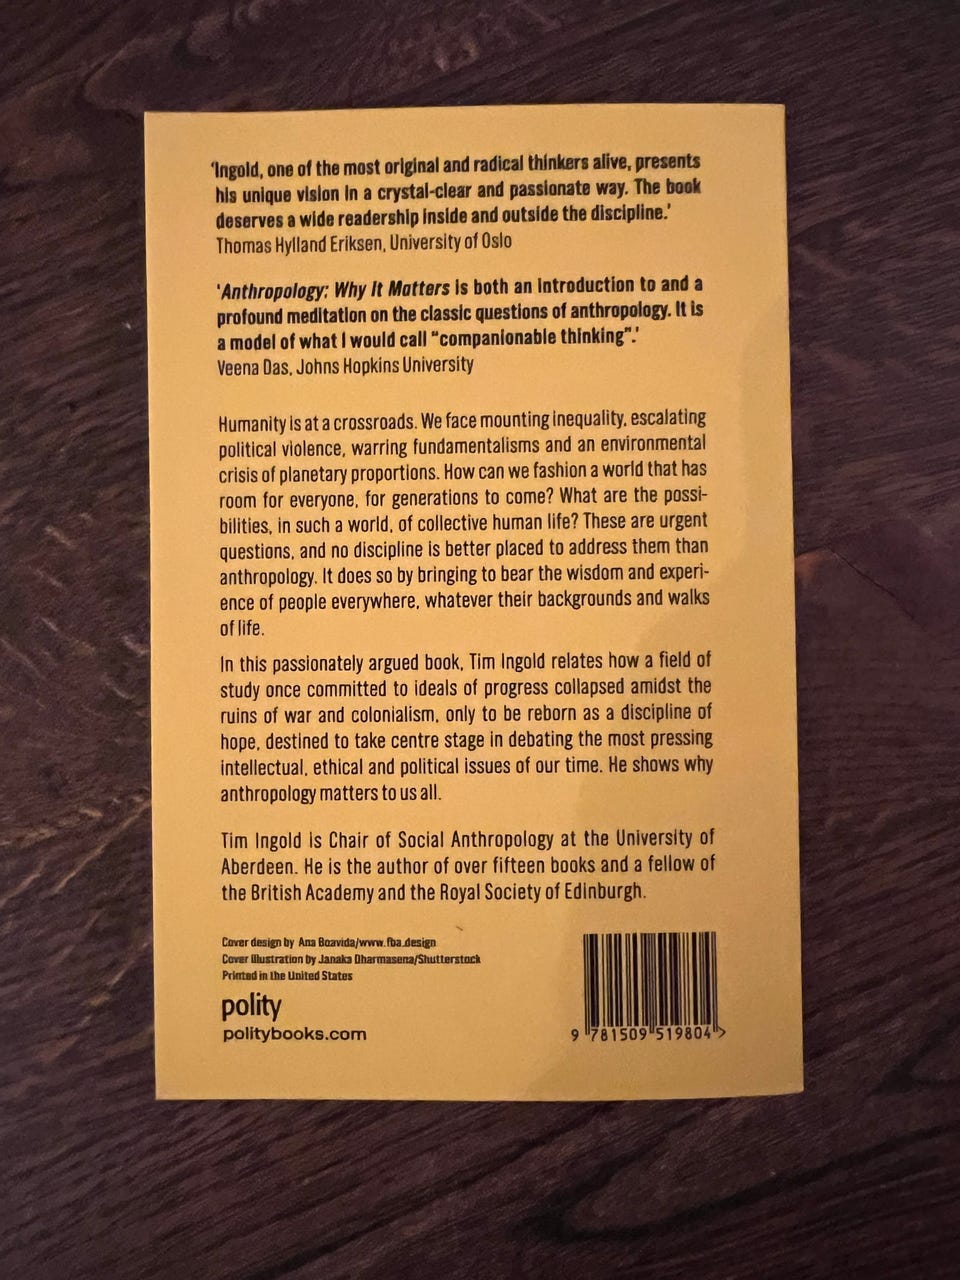 'Ingold, one of the most original and radical thinkers alive, presents
his unique vision in a crystal-clear and passionate way. The book
deserves a wide readership inside and outside the discipline.'
Thomas Hylland Eriksen, University of Oslo
'Anthropology: Why It Matters is both an introduction to and a
profound meditation on the classic questions of anthropology. It is
a model of what I would call "companionable thinking".'
Veena Das, Johns Hopkins University
Humanity is at a crossroads. We face mounting inequality, escalating
political violence, warring fundamentalisms and an environmental
crisis of planetary proportions. How can we fashion a world that has
room for everyone, for generations to come? What are the possi-
bilities, in such a world, of collective human life? These are urgent
questions, and no discipline is better placed to address them than
anthropology. It does so by bringing to bear the wisdom and experi-
ence of people everywhere, whatever their backgrounds and walks
of life.
In this passionately argued book, Tim Ingold relates how a field of
study once committed to ideals of progress collapsed amidst the
ruins of war and colonialism, only to be reborn as a discipline of
hope, destined to take centre stage in debating the most pressing
intellectual, ethical and political issues of our time. He shows why
anthropology matters to us all.
Tim Ingold is Chair of Social Anthropology at the University of
Aberdeen. He is the author of over fifteen books and a fellow of
the British Academy and the Royal Society of Edinburgh.
Cover design by Ana Boavida/www.fba.design
Cover illustration by Janaka Dharmasena/Shutterstock
Printed in the United States
polity
politybooks.com
9 781509 519804 >